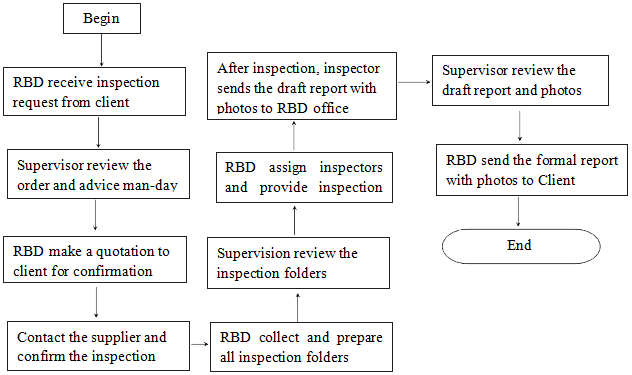 Begin
RBD receive inspection
request from client
Supervisor review the
order and advice man-day
RBD make a quotation to
client for confirmation
Contact the supplier and
confirm the inspection
RBD collect and prepare
all inspection folders
Supervision review the
inspection folders
RBD assign inspectors
and provide inspection
After inspection, inspector
sends the draft report with
photos to RBD office
Supervisor review the
draft report and photos
RBD send the formal report
with photos to Client
End